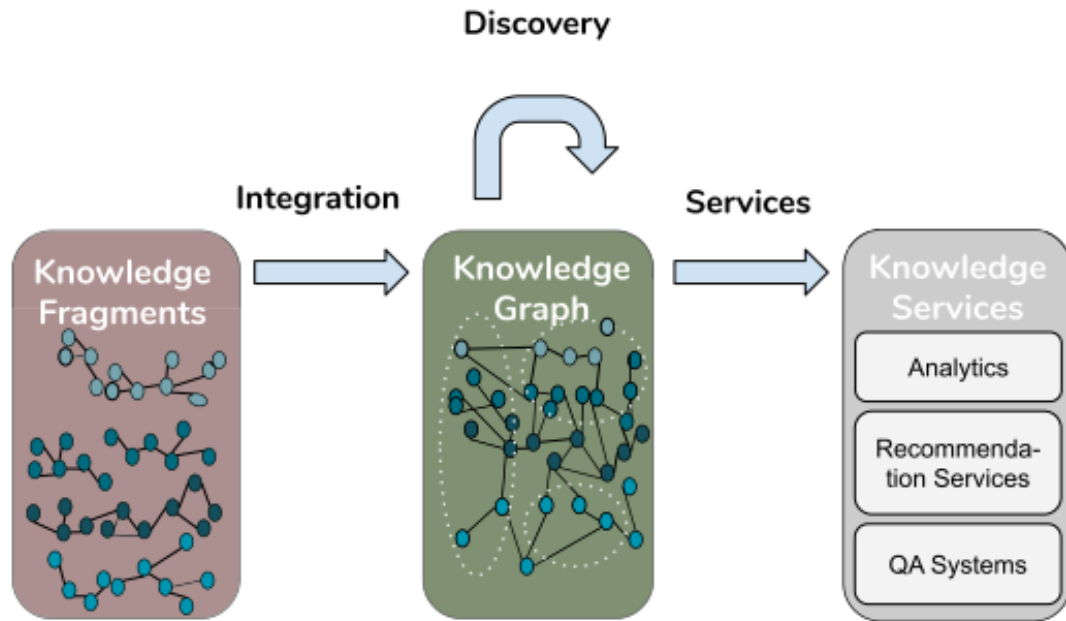 Discovery
Integration
Services
Knowledge
Fragments
Knowledge
Graph
Knowledge
Services
Analytics
Recommenda-
tion Services
QA Systems